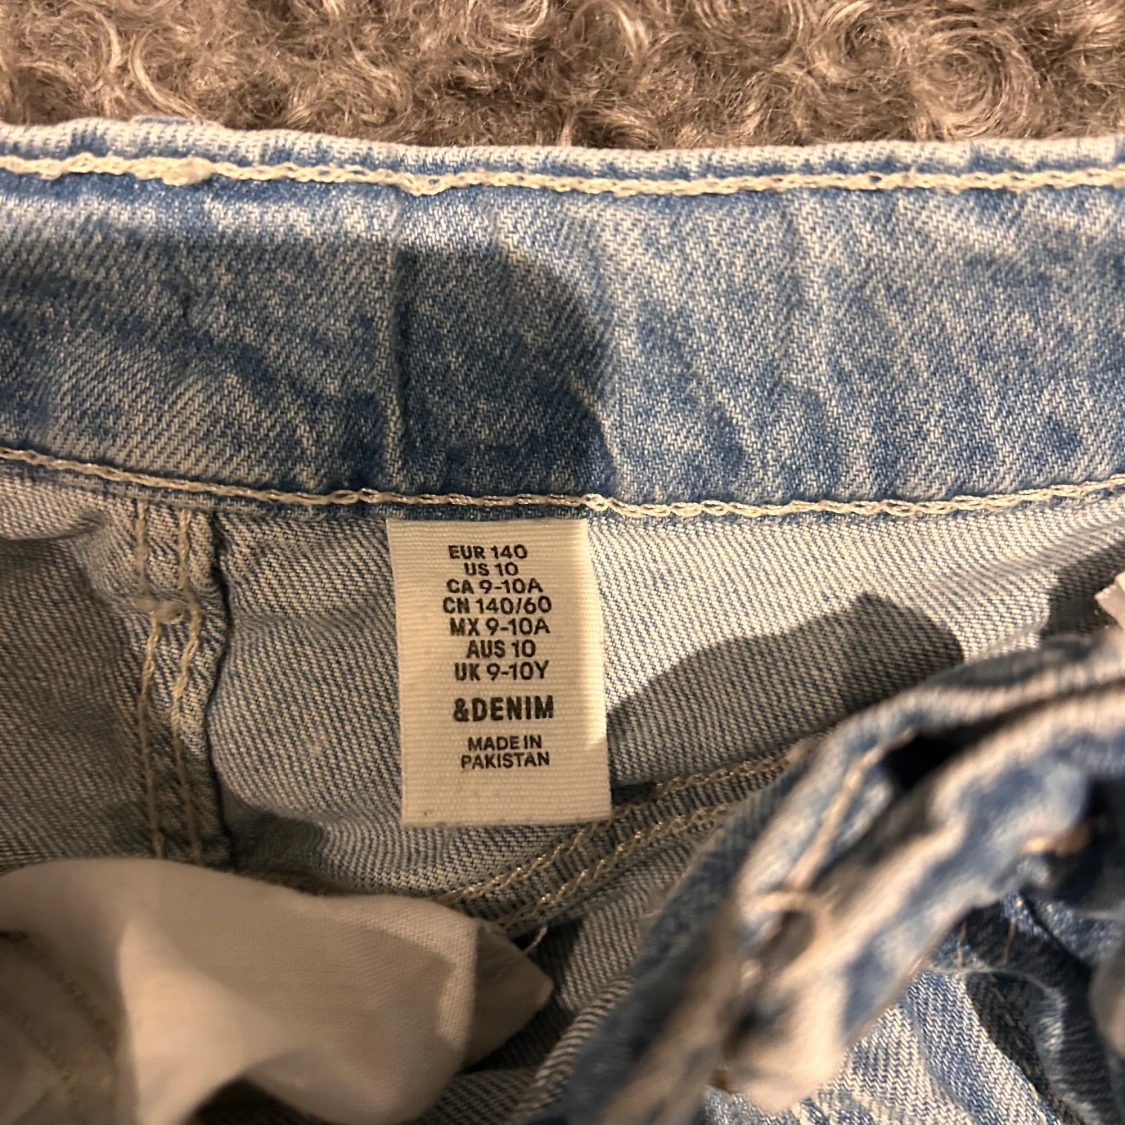 EUR 140
US 10
CA 9-10A
CN 140/60
MX 9-10A
AUS 10
UK 9-10Y
&DENIM
MADE IN
PAKISTAN